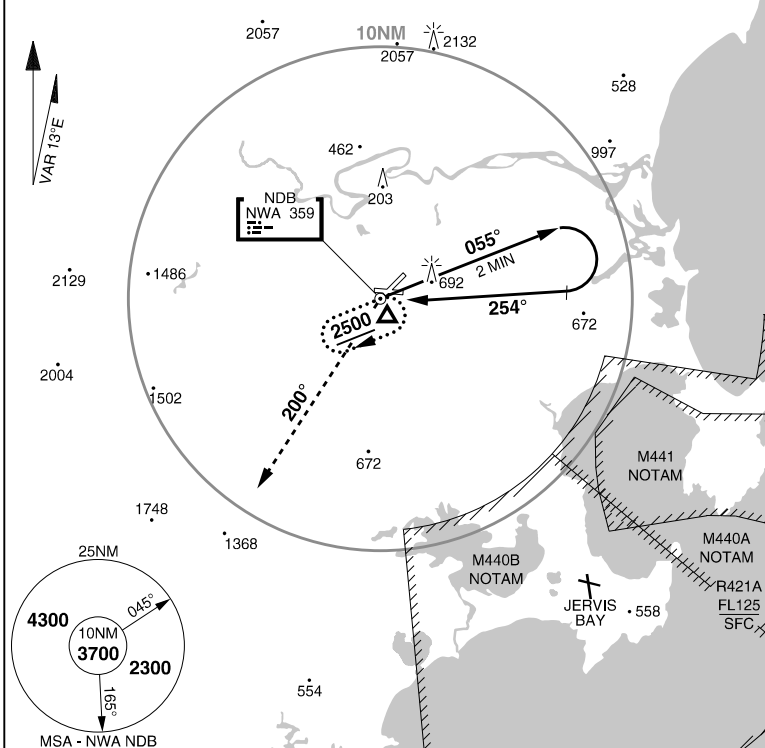 2057
10NM
2057
2132
528
VAR 13°E
462
997
203
NDB
NWA 359
055°
2 MIN
692
254°
672
2129
1486
2500
2004
1502
200°
672
M441
NOTAM
1748
1368
M440B
NOTAM
M440A
NOTAM
R421A
FL125
SFC
JERVIS
BAY
558
25NM
4300
045°
10NM
3700
2300
165°
554
MSA - NWA NDB